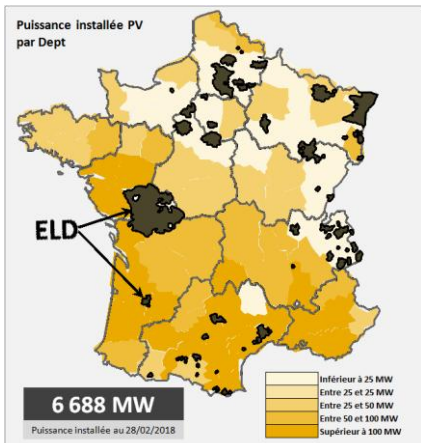 Puissance installée PV
par Dept
ELD
6 688 MW
Puissance installée au 28/02/2018
Inférieur à 25 MW
Entre 25 et 25 MW
Entre 25 et 50 MW
Entre 50 et 100 MW
Supérieur à 100 MW